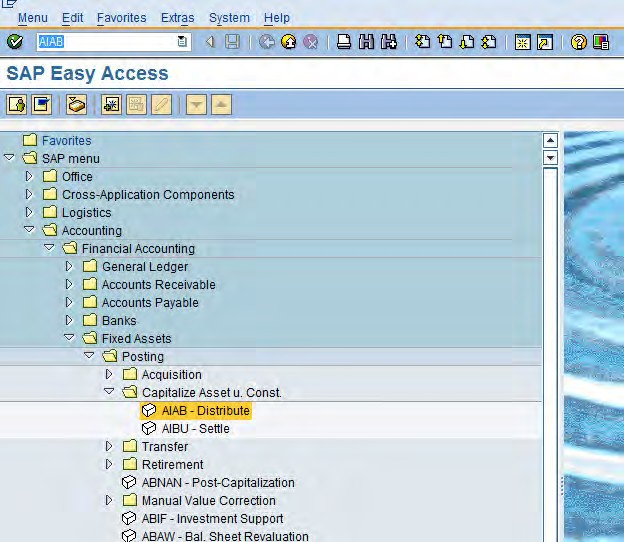 Menu Edit Favorites Extras System Help
AIAB
SAP Easy Access
Favorites
SAP menu
Office
Cross-Application Components
Logistics
Accounting
Financial Accounting
General Ledger
Accounts Receivable
Accounts Payable
Banks
Fixed Assets
Posting
Acquisition
Capitalize Asset u. Const.
AIAB - Distribute
AIBU - Settle
Transfer
Retirement
ABNAN - Post-Capitalization
Manual Value Correction
ABIF - Investment Support
ABAW - Bal. Sheet Revaluation